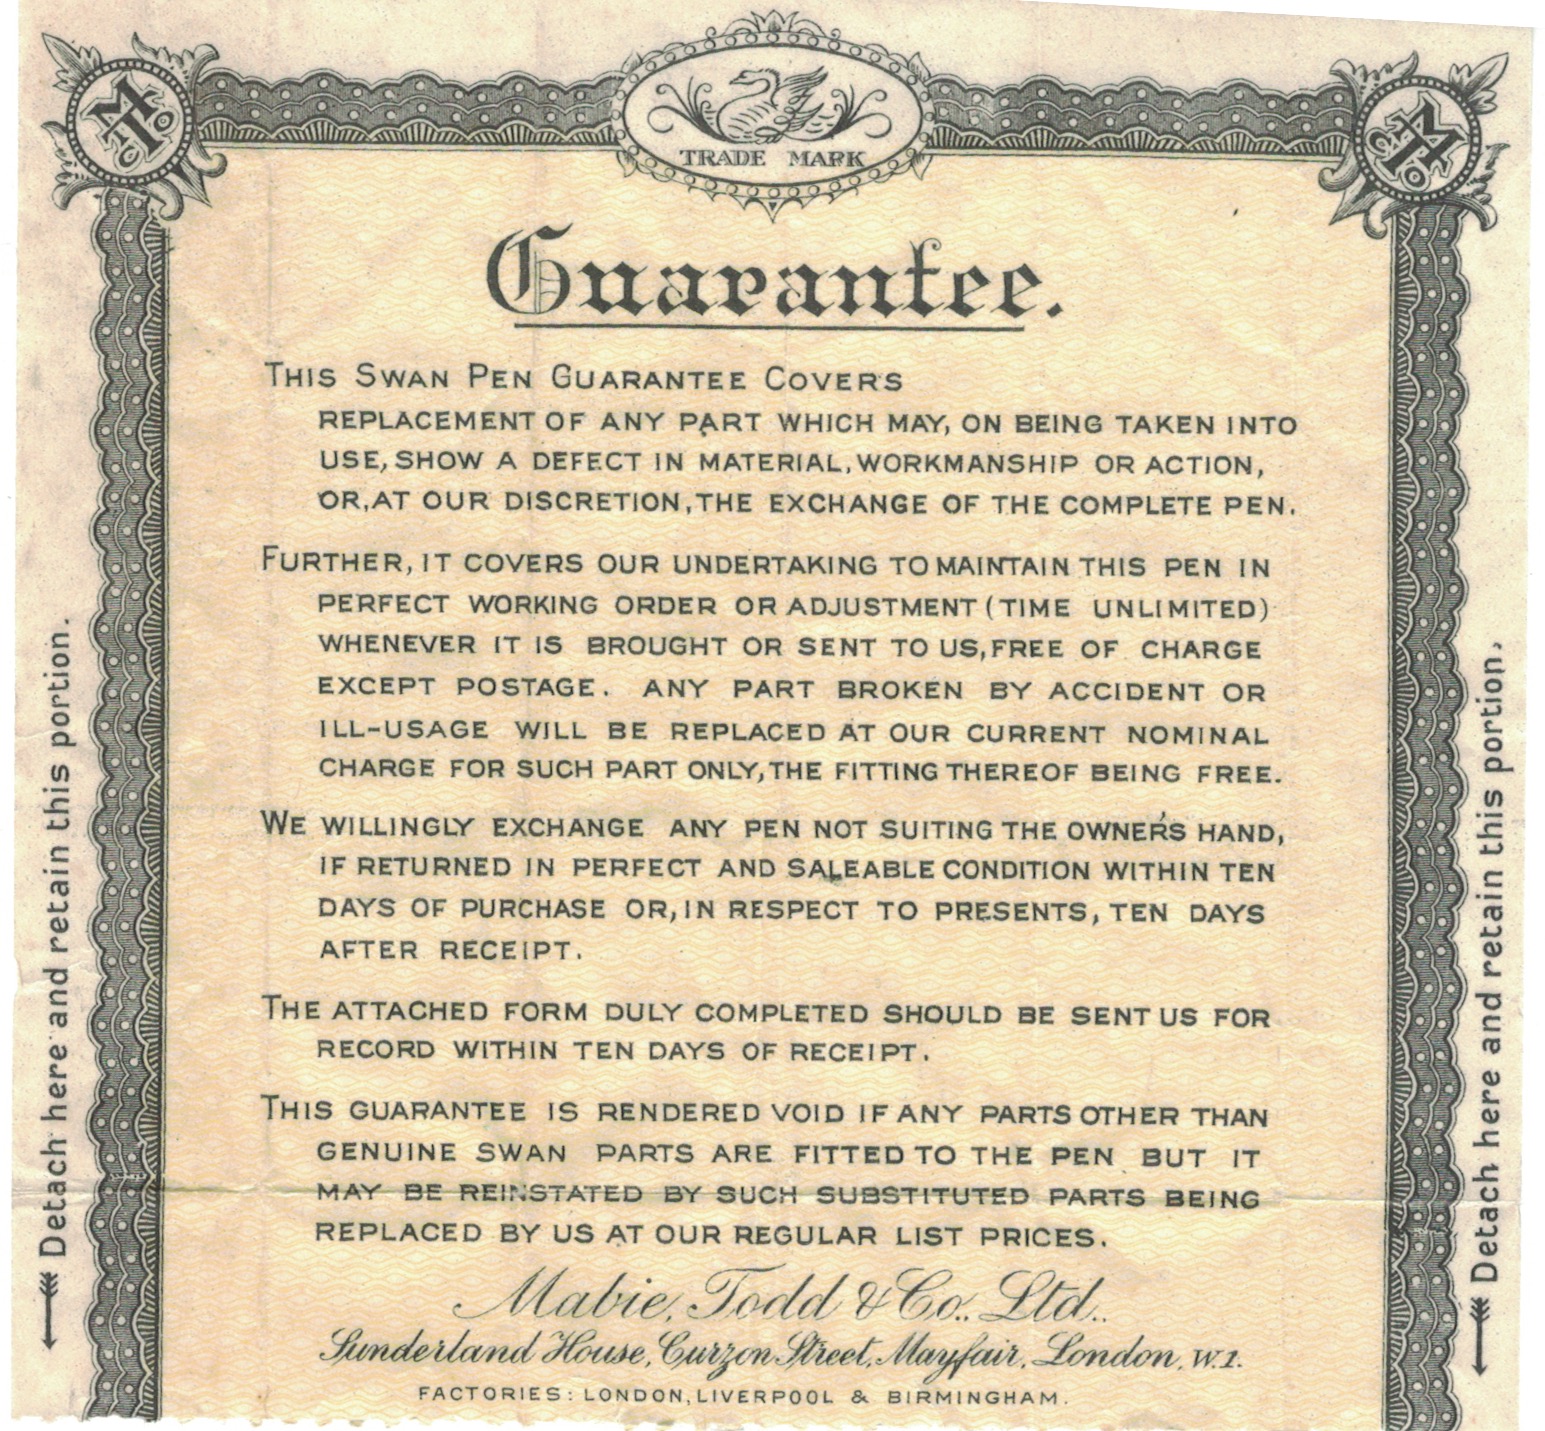 TRADE MARK
Guarantee.
THIS SWAN PEN GUARANTEE COVERS
REPLACEMENT OF ANY PART WHICH MAY, ON BEING TAKEN INTO
USE, SHOW A DEFECT IN MATERIAL, WORKMANSHIP OR ACTION,
OR, AT OUR DISCRETION, THE EXCHANGE OF THE COMPLETE PEN.
FURTHER, IT COVERS OUR UNDERTAKING TO MAINTAIN THIS PEN IN
PERFECT WORKING ORDER OR ADJUSTMENT (TIME UNLIMITED)
WHENEVER IT IS BROUGHT OR SENT TO US, FREE OF CHARGE
EXCEPT POSTAGE. ANY PART BROKEN BY ACCIDENT OR
ILL-USAGE WILL BE REPLACED AT OUR CURRENT NOMINAL
CHARGE FOR SUCH PART ONLY, THE FITTING THEREOF BEING FREE.
WE WILLINGLY EXCHANGE ANY PEN NOT SUITING THE OWNER'S HAND,
IF RETURNED IN PERFECT AND SALEABLE CONDITION WITHIN TEN
DAYS OF PURCHASE OR, IN RESPECT TO PRESENTS, TEN DAYS
AFTER RECEIPT.
THE ATTACHED FORM DULY COMPLETED SHOULD BE SENT US FOR
RECORD WITHIN TEN DAYS OF RECEIPT.
THIS GUARANTEE IS RENDERED VOID IF ANY PARTS OTHER THAN
GENUINE SWAN PARTS ARE FITTED TO THE PEN BUT IT
MAY BE REINSTATED BY SUCH SUBSTITUTED PARTS BEING
REPLACED BY US AT OUR REGULAR LIST PRICES.
Mabie, Todd & Co., Ltd.
Sunderland House, Curzon Street, Mayfair, London, W.1.
FACTORIES: LONDON, LIVERPOOL & BIRMINGHAM.
Detach here and retain this portion.
Detach here and retain this portion.